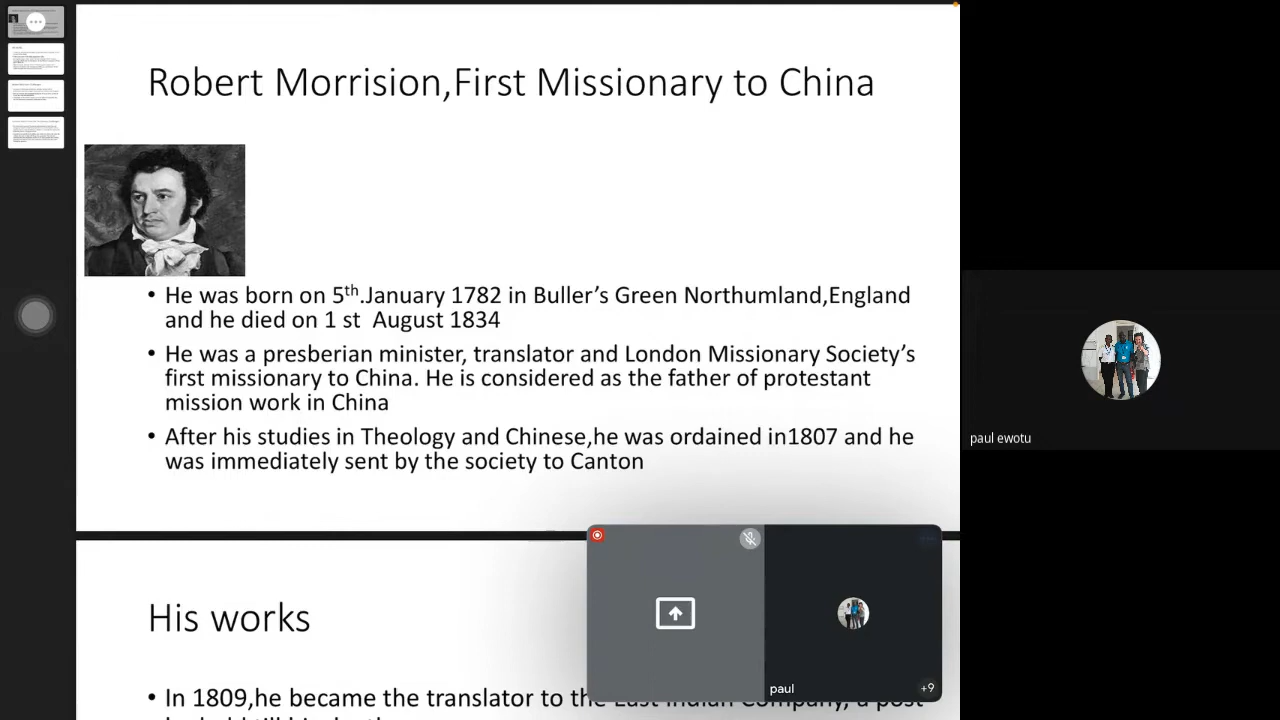 Robert Morrision,First Missionary to China
• He was born on 5th.January 1782 in Buller’s Green Northumland,England
and he died on 1 st  August 1834
• He was a presberian minister, translator and London Missionary Society’s
first missionary to China. He is considered as the father of protestant
mission work in China
• After his studies in Theology and Chinese,he was ordained in1807 and he
was immediately sent by the society to Canton
His works
• In 1809,he became the translator to the East Indian Company, a post
paul ewotu
paul
+9